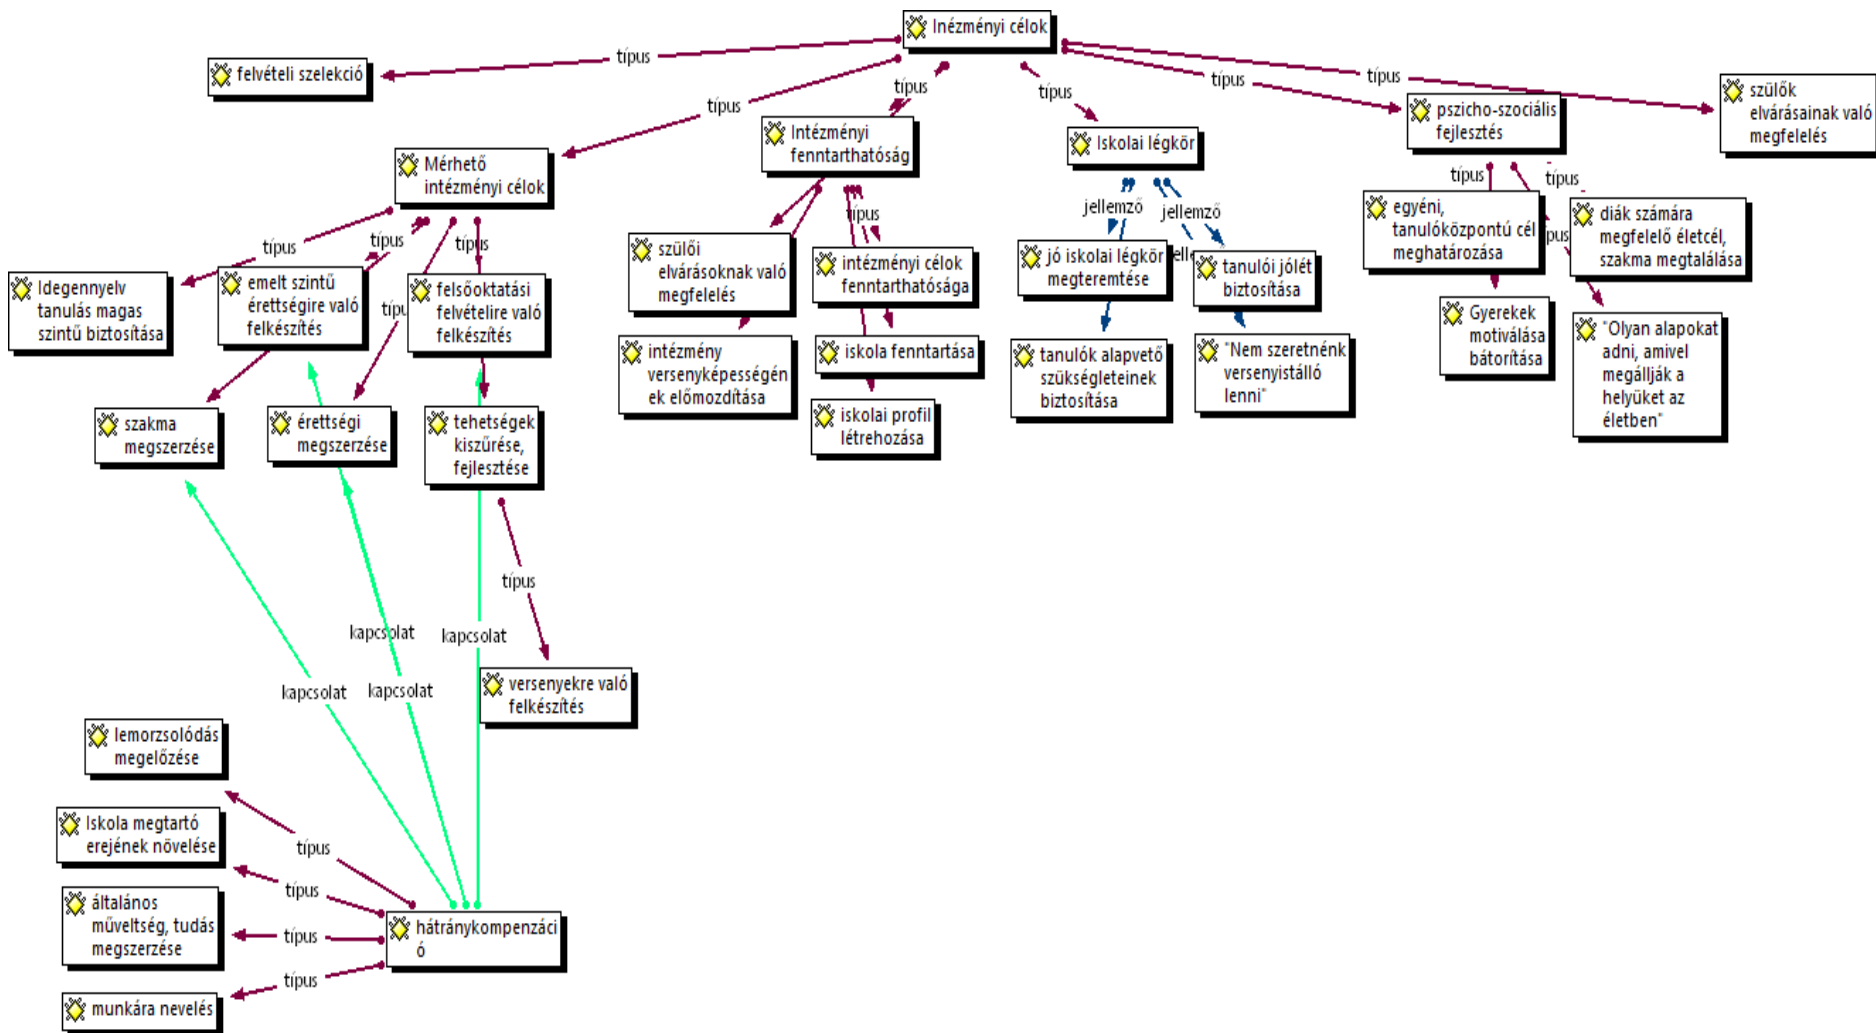 Inézményi célok
típus
felvételi szelekció
típus
típus
típus
típus
típus
szülők
elvárásainak való
megfelelés
pszicho-szociális
fejlesztés
Intézményi
fenntarthatóság
Iskolai légkör
Mérhető
intézményi célok
típus
típus
egyéni,
tanulóközpontú cél
meghatározása
diák számára
megfelelő életcél,
szakma megtalálása
típus
jellemző
jellemző
típus
típus
típus
szülői
elvárásoknak való
megfelelés
intézményi célok
fenntarthatósága
jó iskolai légkör
megteremtése
tanulói jólét
biztosítása
Idegennyelv
tanulás magas
szintű biztosítása
emelt szintű
érettségire való
felkészítés
felsőoktatási
felvételire való
felkészítés
Gyerekek
motiválása
bátorítása
"Olyan alapokat
adni, amivel
megállják a
helyüket az
életben"
intézmény
versenyképességén
ek előmozdítása
iskola fenntartása
tanulók alapvető
szükségleteinek
biztosítása
"Nem szeretnénk
versenyistálló
lenni"
iskolai profil
létrehozása
szakma
megszerzése
érettségi
megszerzése
tehetségek
kiszűrése,
fejlesztése
típus
kapcsolat
kapcsolat
kapcsolat
kapcsolat
versenyekre való
felkészítés
lemorzsolódás
megelőzése
Iskola megtartó
erejének növelése
típus
típus
általános
műveltség, tudás
megszerzése
típus
hátránykompenzáci
ó
típus
munkára nevelés